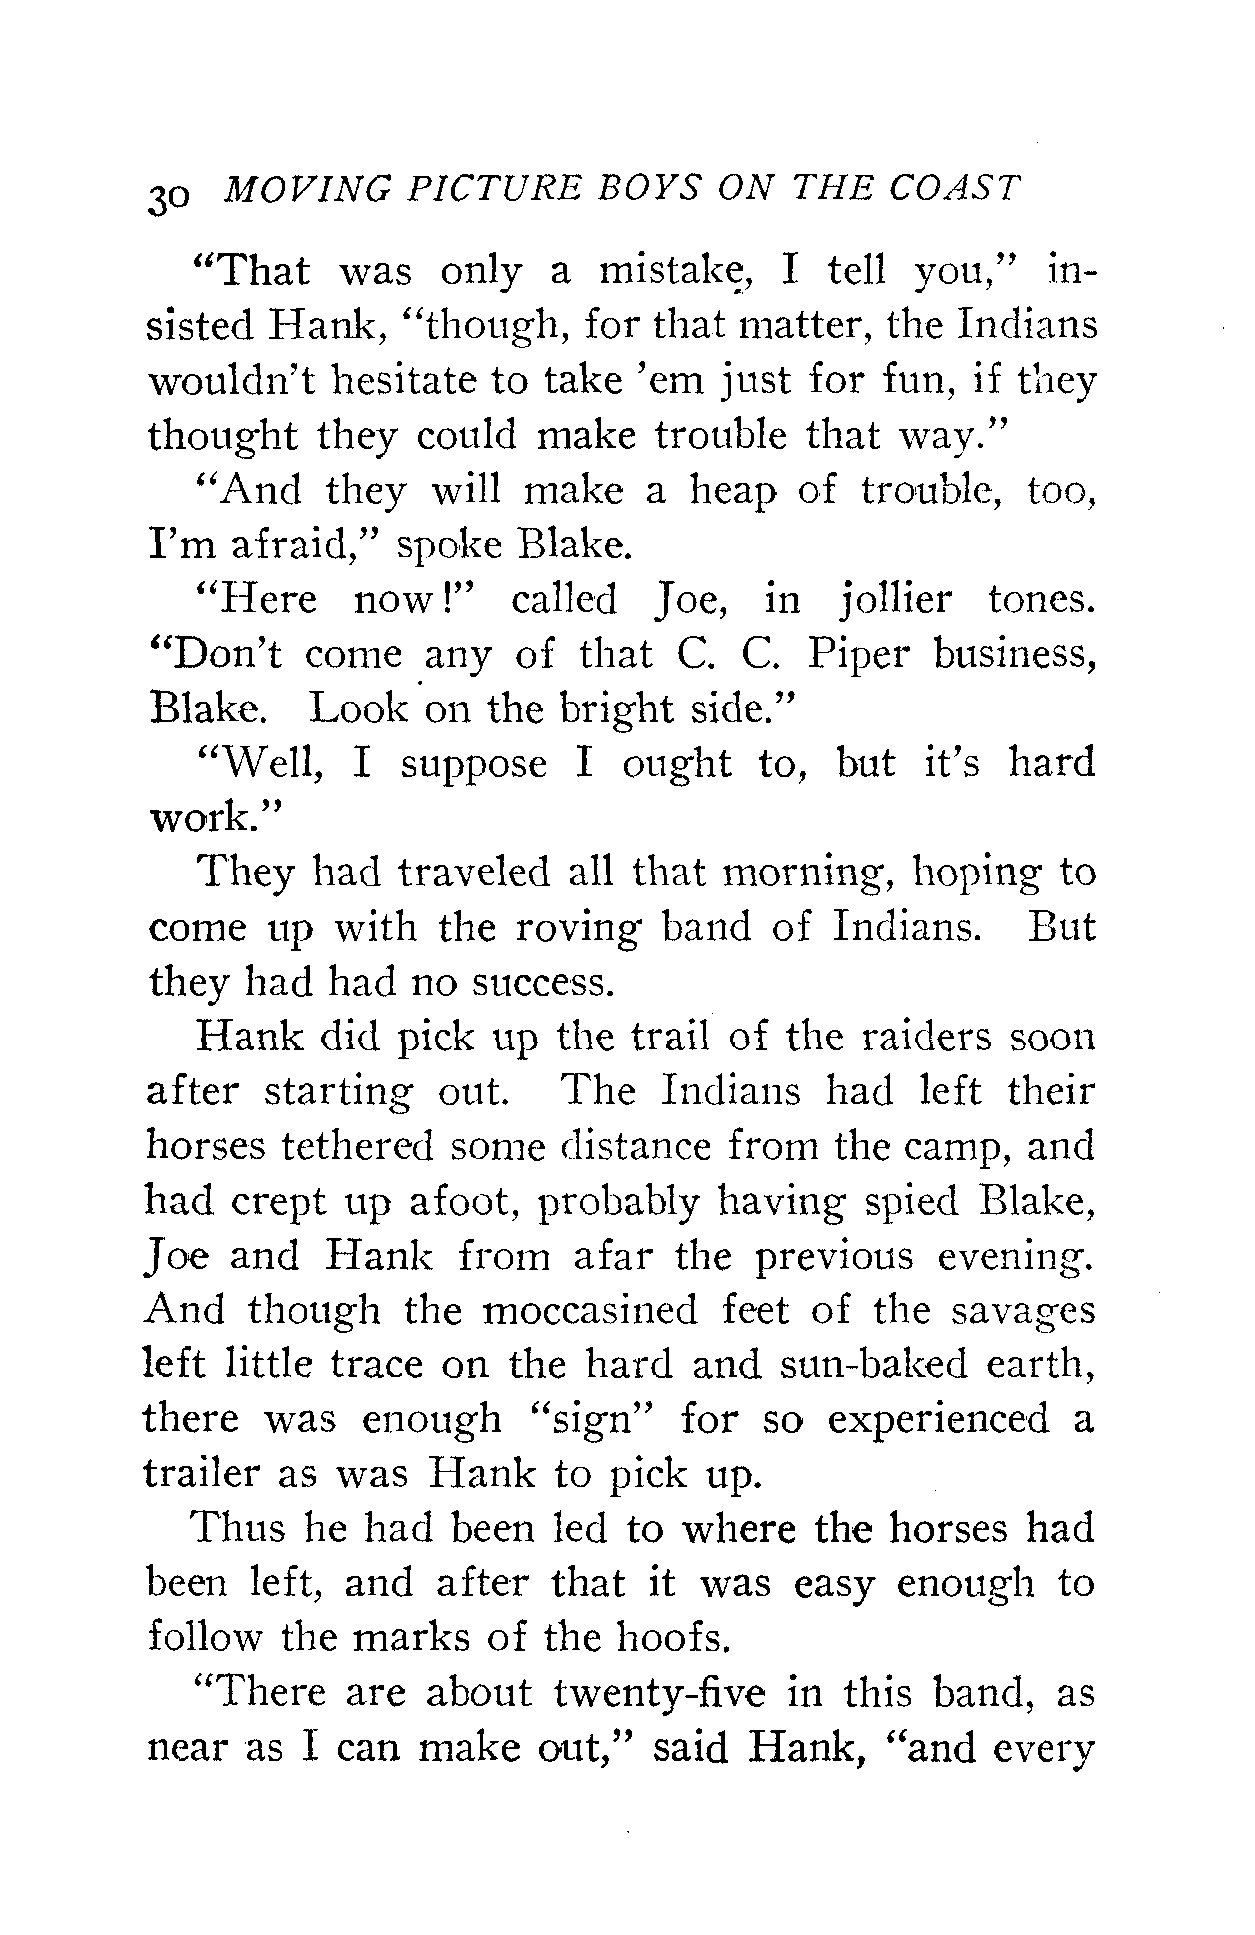 30 MOVING PICTURE BOYS ON THE COAST
“That was only a mistake, I tell you,” in-
sisted Hank, “though, for that matter, the Indians
wouldn’t hesitate to take ’em just for fun, if they
thought they could make trouble that way.”
“And they will make a heap of trouble, too,
I’m afraid,” spoke Blake.
“Here now!” called Joe, in jollier tones.
“Don’t come any of that C. C. Piper business,
Blake. Look on the bright side.”
“Well, I suppose I ought to, but it’s hard
work.”
They had traveled all that morning, hoping to
come up with the roving band of Indians. But
they had had no success.
Hank did pick up the trail of the raiders soon
after starting out. The Indians had left their
horses tethered some distance from the camp, and
had crept up afoot, probably having spied Blake,
Joe and Hank from afar the previous evening.
And though the moccasined feet of the savages
left little trace on the hard and sun-baked earth,
there was enough “sign” for so experienced a
trailer as was Hank to pick up.
Thus he had been led to where the horses had
been left, and after that it was easy enough to
follow the marks of the hoofs.
“There are about twenty-five in this band, as
near as I can make out,” said Hank, “and every